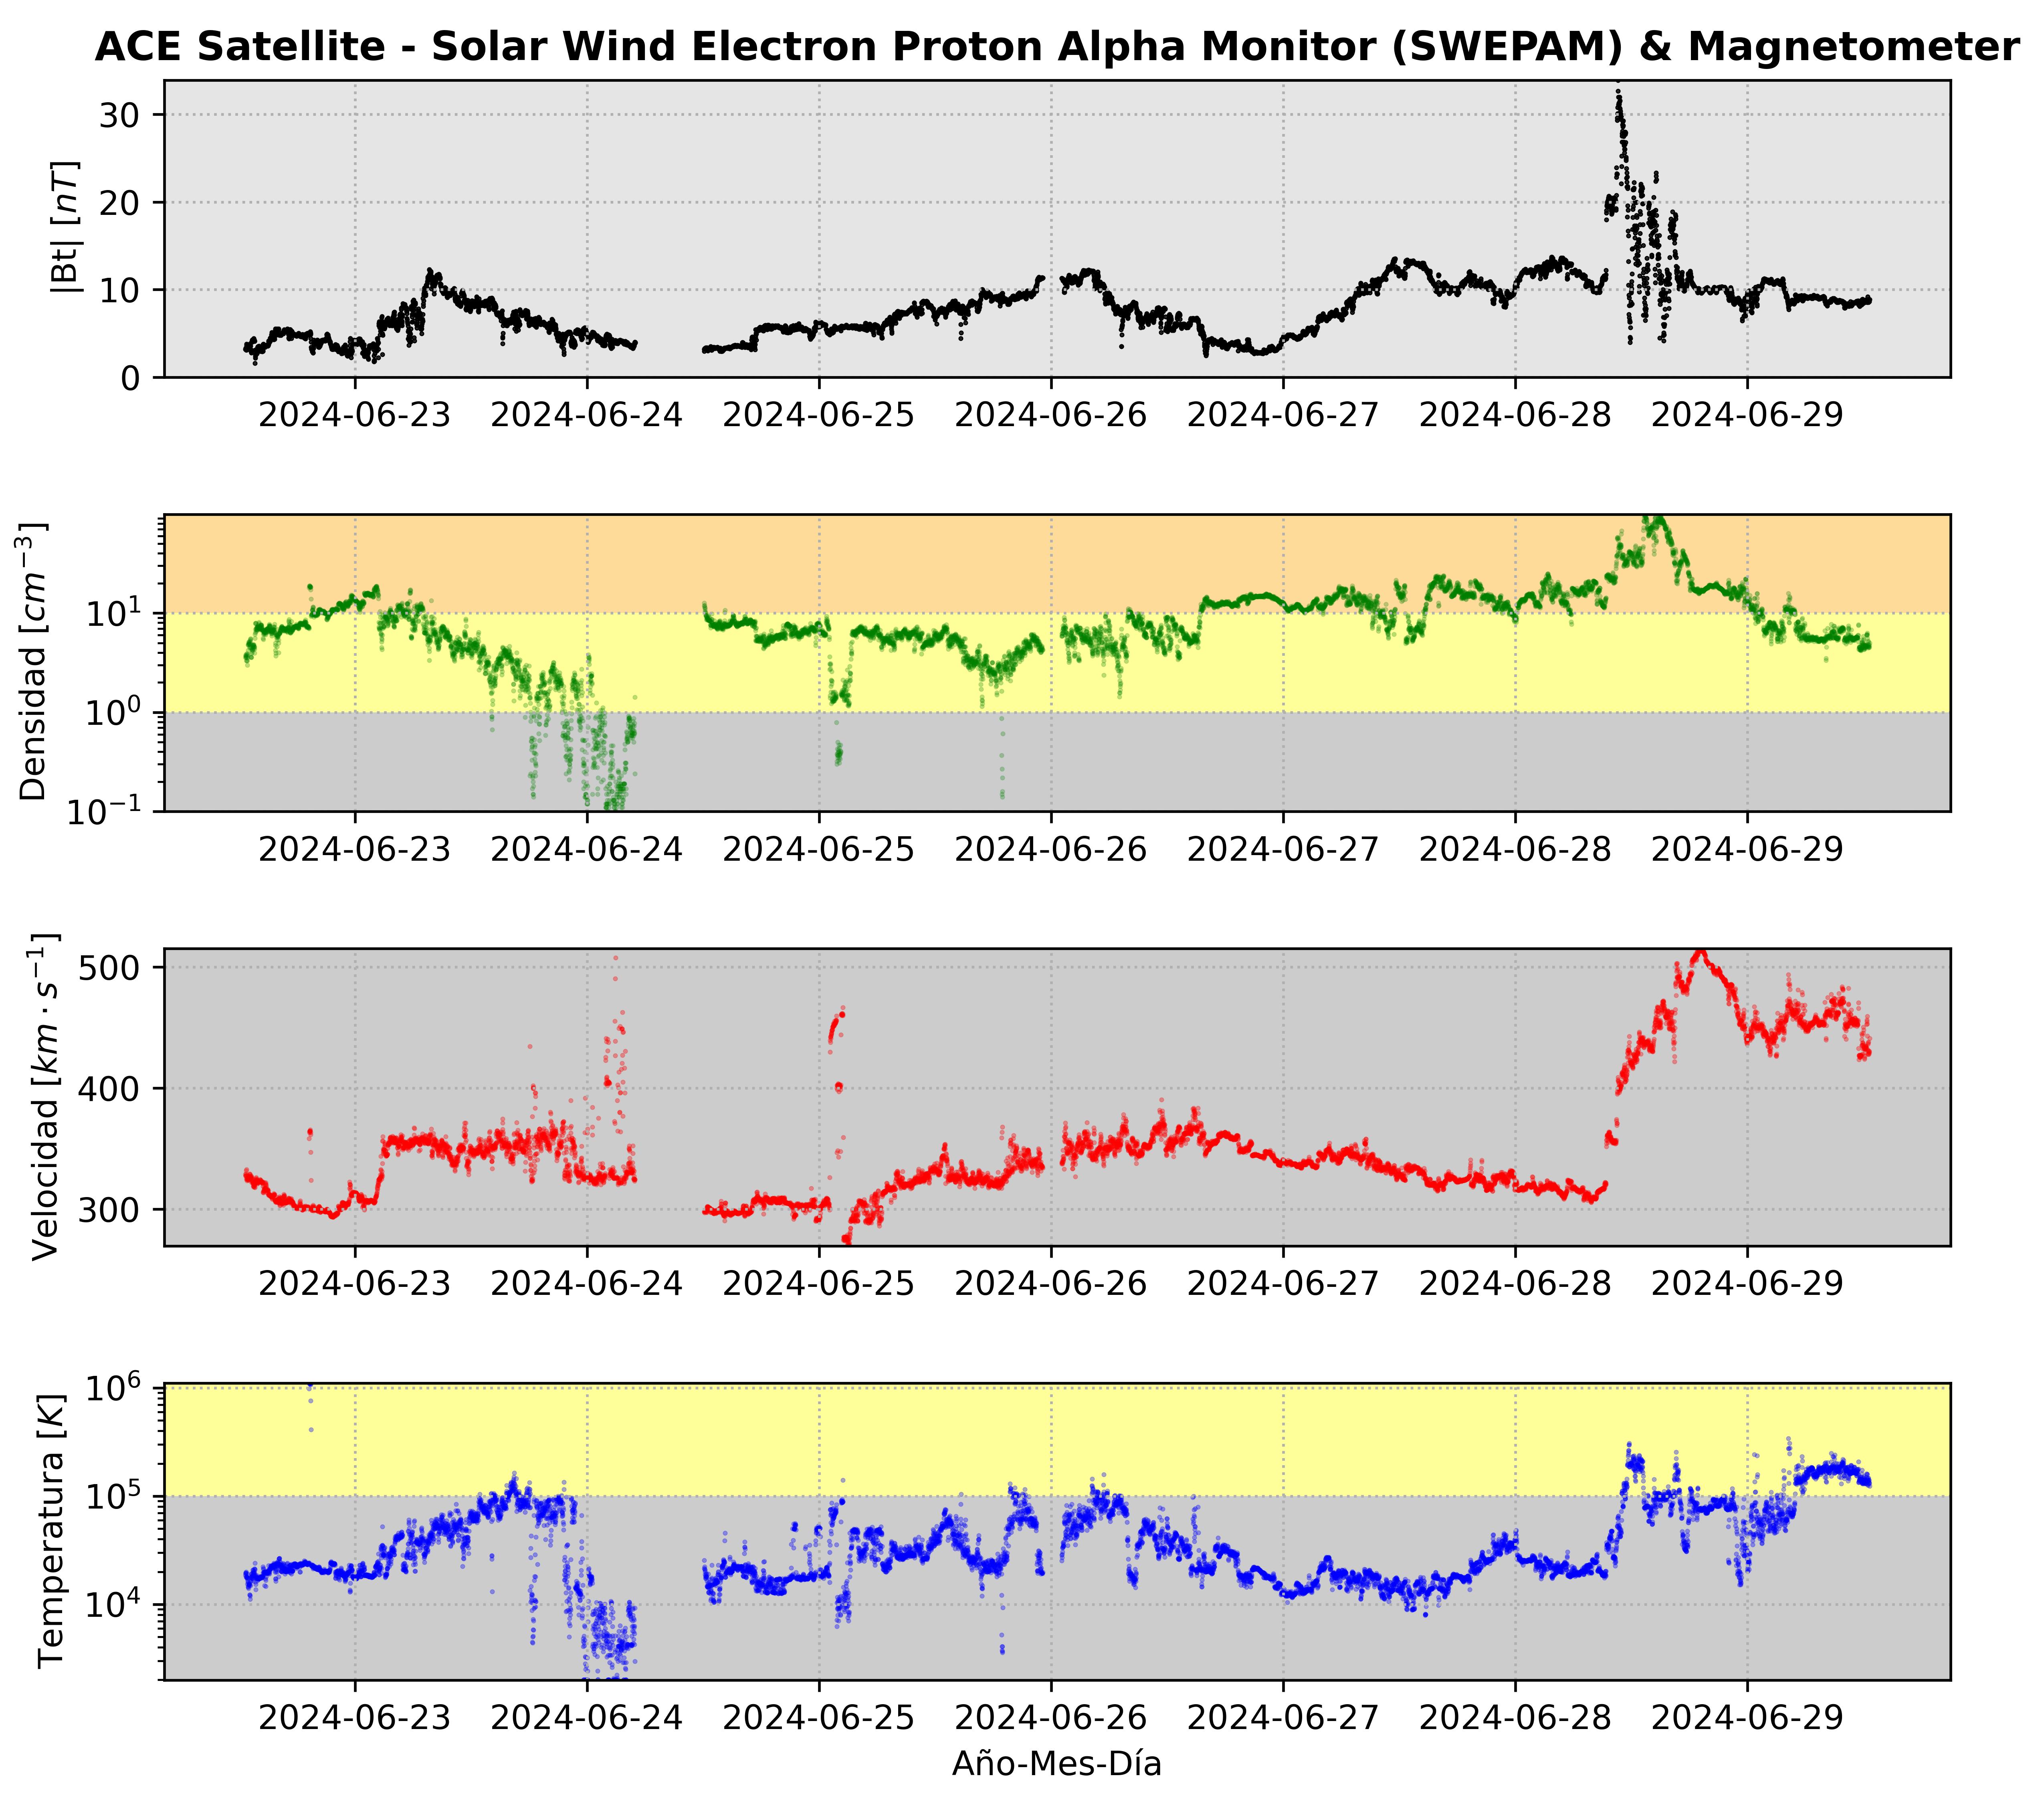 ACE Satellite - Solar Wind Electron Proton Alpha Monitor (SWEPAM) & Magnetometer
|Bt| [nT]
30
20
10
0
2024-06-23 2024-06-24 2024-06-25 2024-06-26 2024-06-27 2024-06-28 2024-06-29
Densidad [cm⁻³]
10¹
10⁰
10⁻¹
2024-06-23 2024-06-24 2024-06-25 2024-06-26 2024-06-27 2024-06-28 2024-06-29
Velocidad [km · s⁻¹]
500
400
300
2024-06-23 2024-06-24 2024-06-25 2024-06-26 2024-06-27 2024-06-28 2024-06-29
Temperatura [K]
10⁶
10⁵
10⁴
2024-06-23 2024-06-24 2024-06-25 2024-06-26 2024-06-27 2024-06-28 2024-06-29
Año-Mes-Día